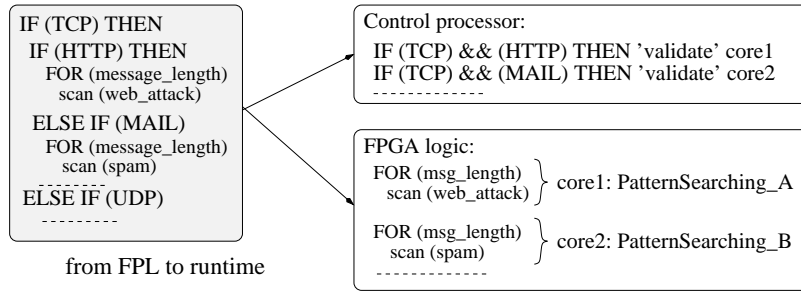 IF (TCP) THEN
IF (HTTP) THEN
FOR (message_length)
scan (web_attack)
ELSE IF (MAIL)
FOR (message_length)
scan (spam)
ELSE IF (UDP)
from FPL to runtime
Control processor:
IF (TCP) && (HTTP) THEN 'validate' core1
IF (TCP) && (MAIL) THEN 'validate' core2
FPGA logic:
FOR (msg_length)
scan (web_attack)
core1: PatternSearching_A
FOR (msg_length)
scan (spam)
core2: PatternSearching_B